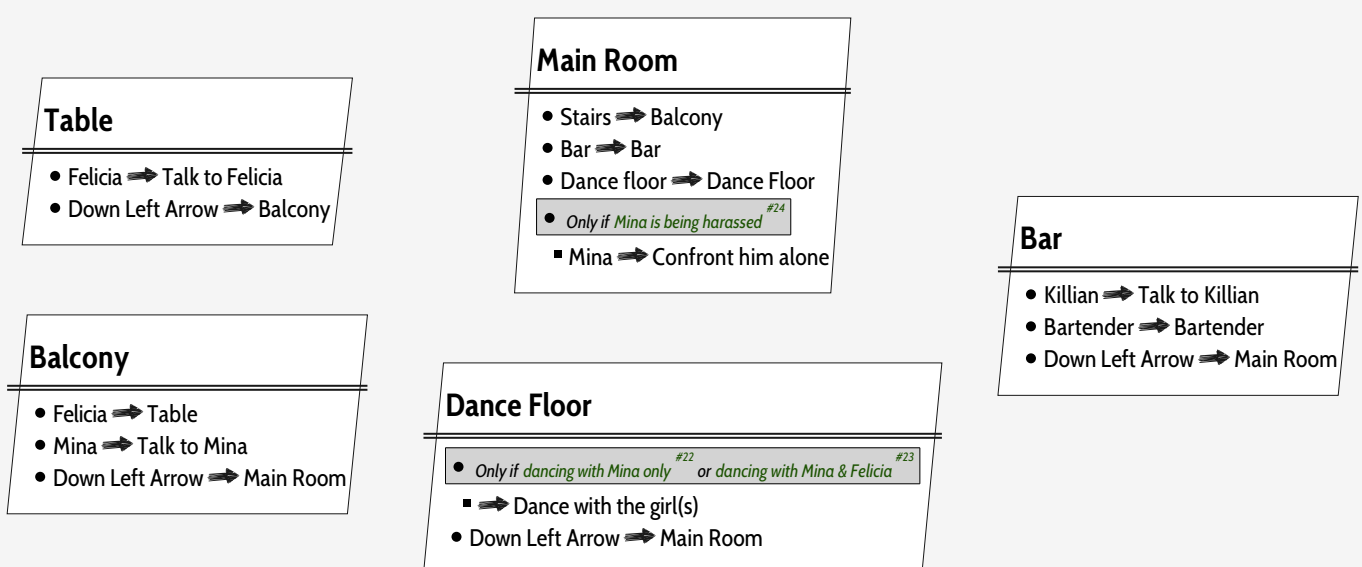 Table
Felicia ➡ Talk to Felicia
Down Left Arrow ➡ Balcony
Main Room
Stairs ➡ Balcony
Bar ➡ Bar
Dance floor ➡ Dance Floor
Only if Mina is being harassed #24
Mina ➡ Confront him alone
Bar
Killian ➡ Talk to Killian
Bartender ➡ Bartender
Down Left Arrow ➡ Main Room
Balcony
Felicia ➡ Table
Mina ➡ Talk to Mina
Down Left Arrow ➡ Main Room
Dance Floor
Only if dancing with Mina only #22 or dancing with Mina & Felicia #23
➡ Dance with the girl(s)
Down Left Arrow ➡ Main Room